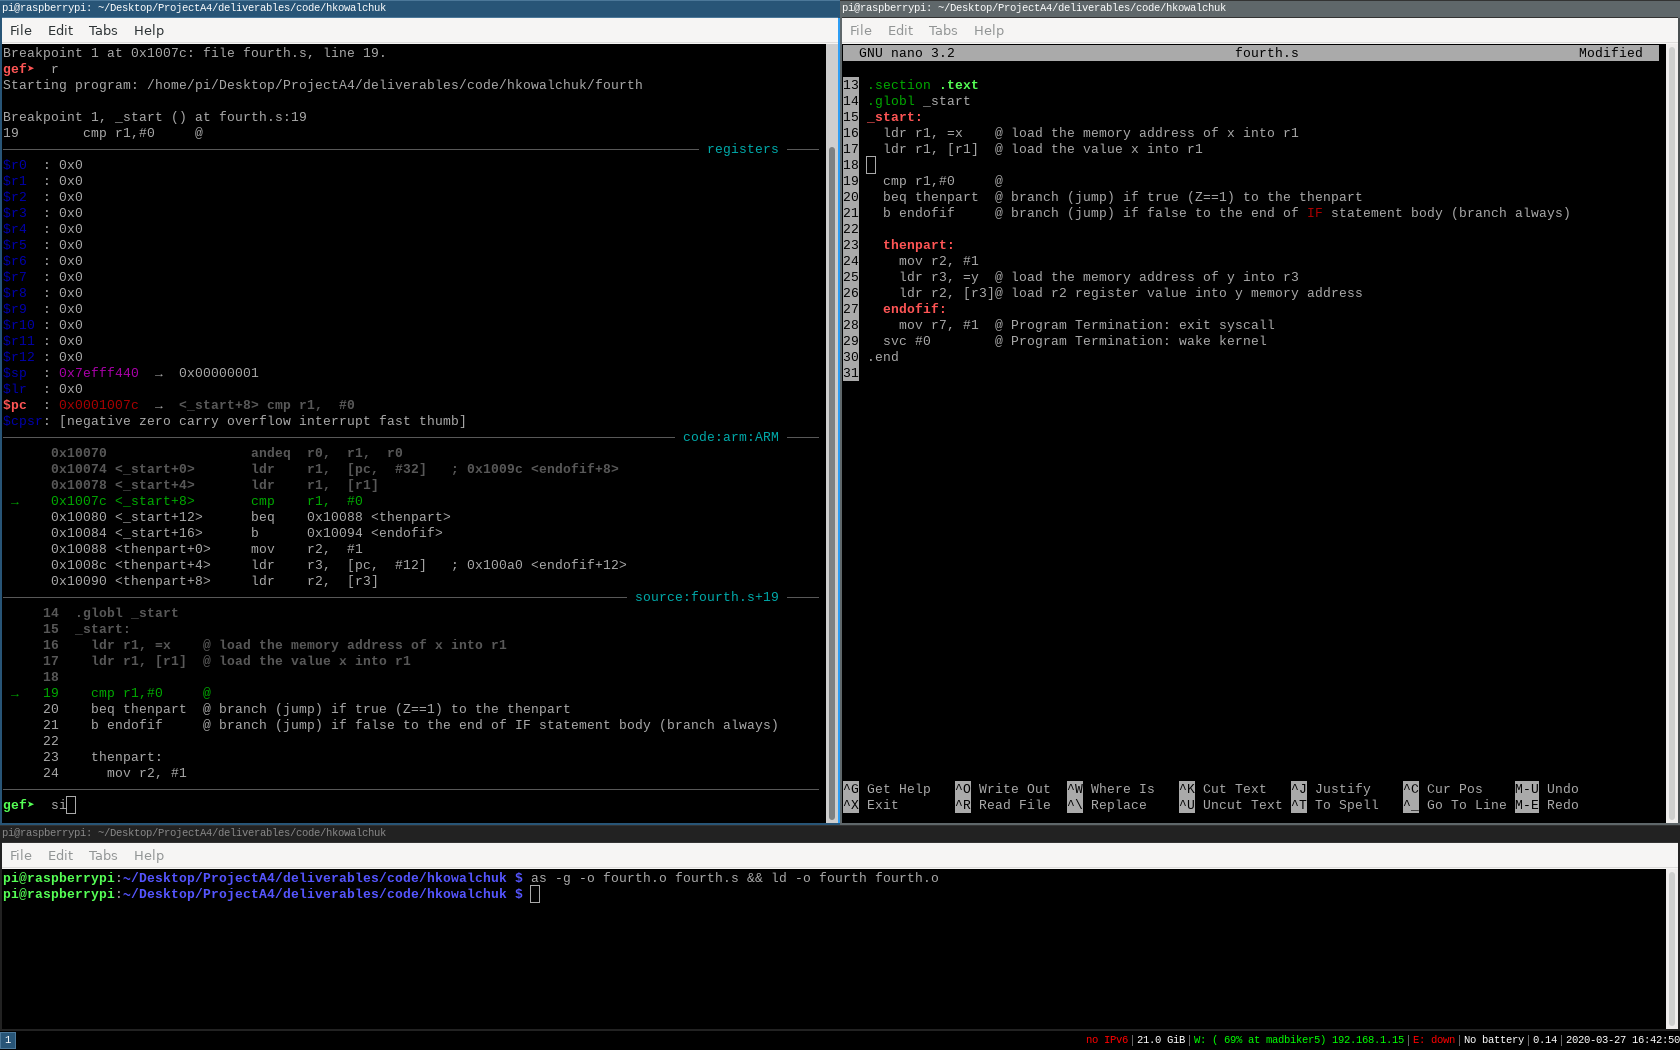 pi@raspberrypi: ~/Desktop/ProjectA4/deliverables/code/hkowalchuk
File Edit Tabs Help
Breakpoint 1 at 0x1007c: file fourth.s, line 19.
gef➤  r
Starting program: /home/pi/Desktop/ProjectA4/deliverables/code/hkowalchuk/fourth
Breakpoint 1, _start () at fourth.s:19
19        cmp r1,#0     @
registers
$r0  : 0x0
$r1  : 0x0
$r2  : 0x0
$r3  : 0x0
$r4  : 0x0
$r5  : 0x0
$r6  : 0x0
$r7  : 0x0
$r8  : 0x0
$r9  : 0x0
$r10 : 0x0
$r11 : 0x0
$r12 : 0x0
$sp  : 0x7efff440  →  0x00000001
$lr  : 0x0
$pc  : 0x0001007c  →  <_start+8> cmp r1,  #0
$cpsr: [negative zero carry overflow interrupt fast thumb]
code:arm:ARM
0x10070                  andeq  r0,  r1,  r0
0x10074 <_start+0>       ldr    r1,  [pc,  #32]   ; 0x1009c <endofif+8>
0x10078 <_start+4>       ldr    r1,  [r1]
→    0x1007c <_start+8>       cmp    r1,  #0
0x10080 <_start+12>      beq    0x10088 <thenpart>
0x10084 <_start+16>      b      0x10094 <endofif>
0x10088 <thenpart+0>     mov    r2,  #1
0x1008c <thenpart+4>     ldr    r3,  [pc,  #12]   ; 0x100a0 <endofif+12>
0x10090 <thenpart+8>     ldr    r2,  [r3]
source:fourth.s+19
14  .globl _start
15  _start:
16    ldr r1, =x    @ load the memory address of x into r1
17    ldr r1, [r1]  @ load the value x into r1
18
→   19    cmp r1,#0     @
20    beq thenpart  @ branch (jump) if true (Z==1) to the thenpart
21    b endofif     @ branch (jump) if false to the end of IF statement body (branch always)
22
23    thenpart:
24      mov r2, #1
gef➤  si
pi@raspberrypi: ~/Desktop/ProjectA4/deliverables/code/hkowalchuk
File Edit Tabs Help
GNU nano 3.2                                   fourth.s                                   Modified
13 .section .text
14 .globl _start
15 _start:
16   ldr r1, =x    @ load the memory address of x into r1
17   ldr r1, [r1]  @ load the value x into r1
18
19   cmp r1,#0     @
20   beq thenpart  @ branch (jump) if true (Z==1) to the thenpart
21   b endofif     @ branch (jump) if false to the end of IF statement body (branch always)
22
23   thenpart:
24     mov r2, #1
25     ldr r3, =y  @ load the memory address of y into r3
26     ldr r2, [r3]@ load r2 register value into y memory address
27   endofif:
28     mov r7, #1  @ Program Termination: exit syscall
29   svc #0        @ Program Termination: wake kernel
30 .end
31
^G Get Help   ^O Write Out  ^W Where Is   ^K Cut Text   ^J Justify    ^C Cur Pos    M-U Undo
^X Exit       ^R Read File  ^\ Replace    ^U Uncut Text ^T To Spell   ^_ Go To Line M-E Redo
pi@raspberrypi: ~/Desktop/ProjectA4/deliverables/code/hkowalchuk
File Edit Tabs Help
pi@raspberrypi:~/Desktop/ProjectA4/deliverables/code/hkowalchuk $ as -g -o fourth.o fourth.s && ld -o fourth fourth.o
pi@raspberrypi:~/Desktop/ProjectA4/deliverables/code/hkowalchuk $
1
no IPv6|21.0 GiB|W: ( 69% at madbiker5) 192.168.1.15|E: down|No battery|0.14|2020-03-27 16:42:50